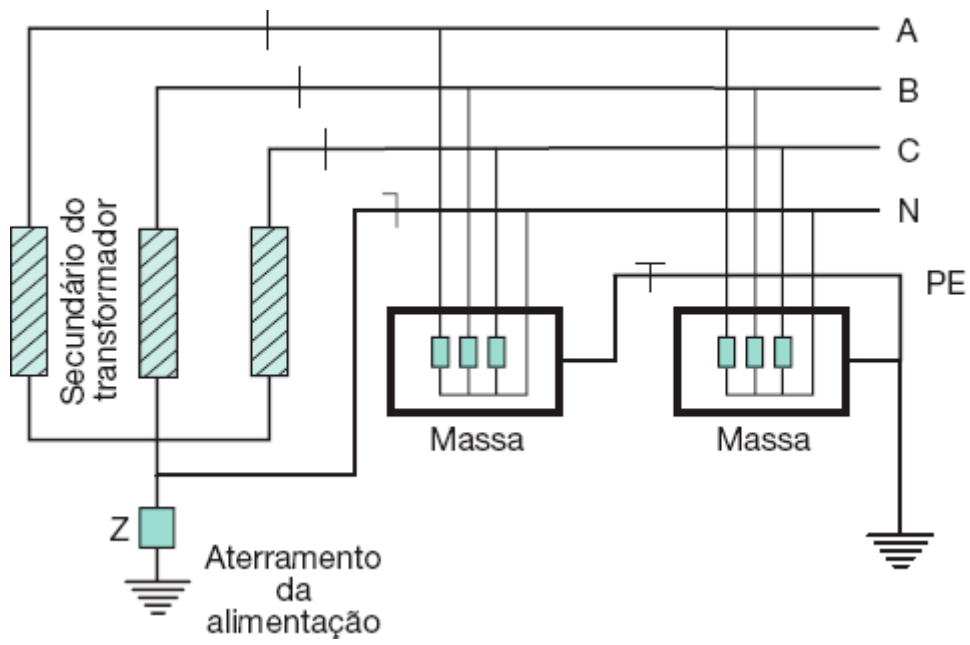 A
B
C
N
PE
Secundário do
transformador
Massa
Massa
Z
Aterramento
da
alimentação